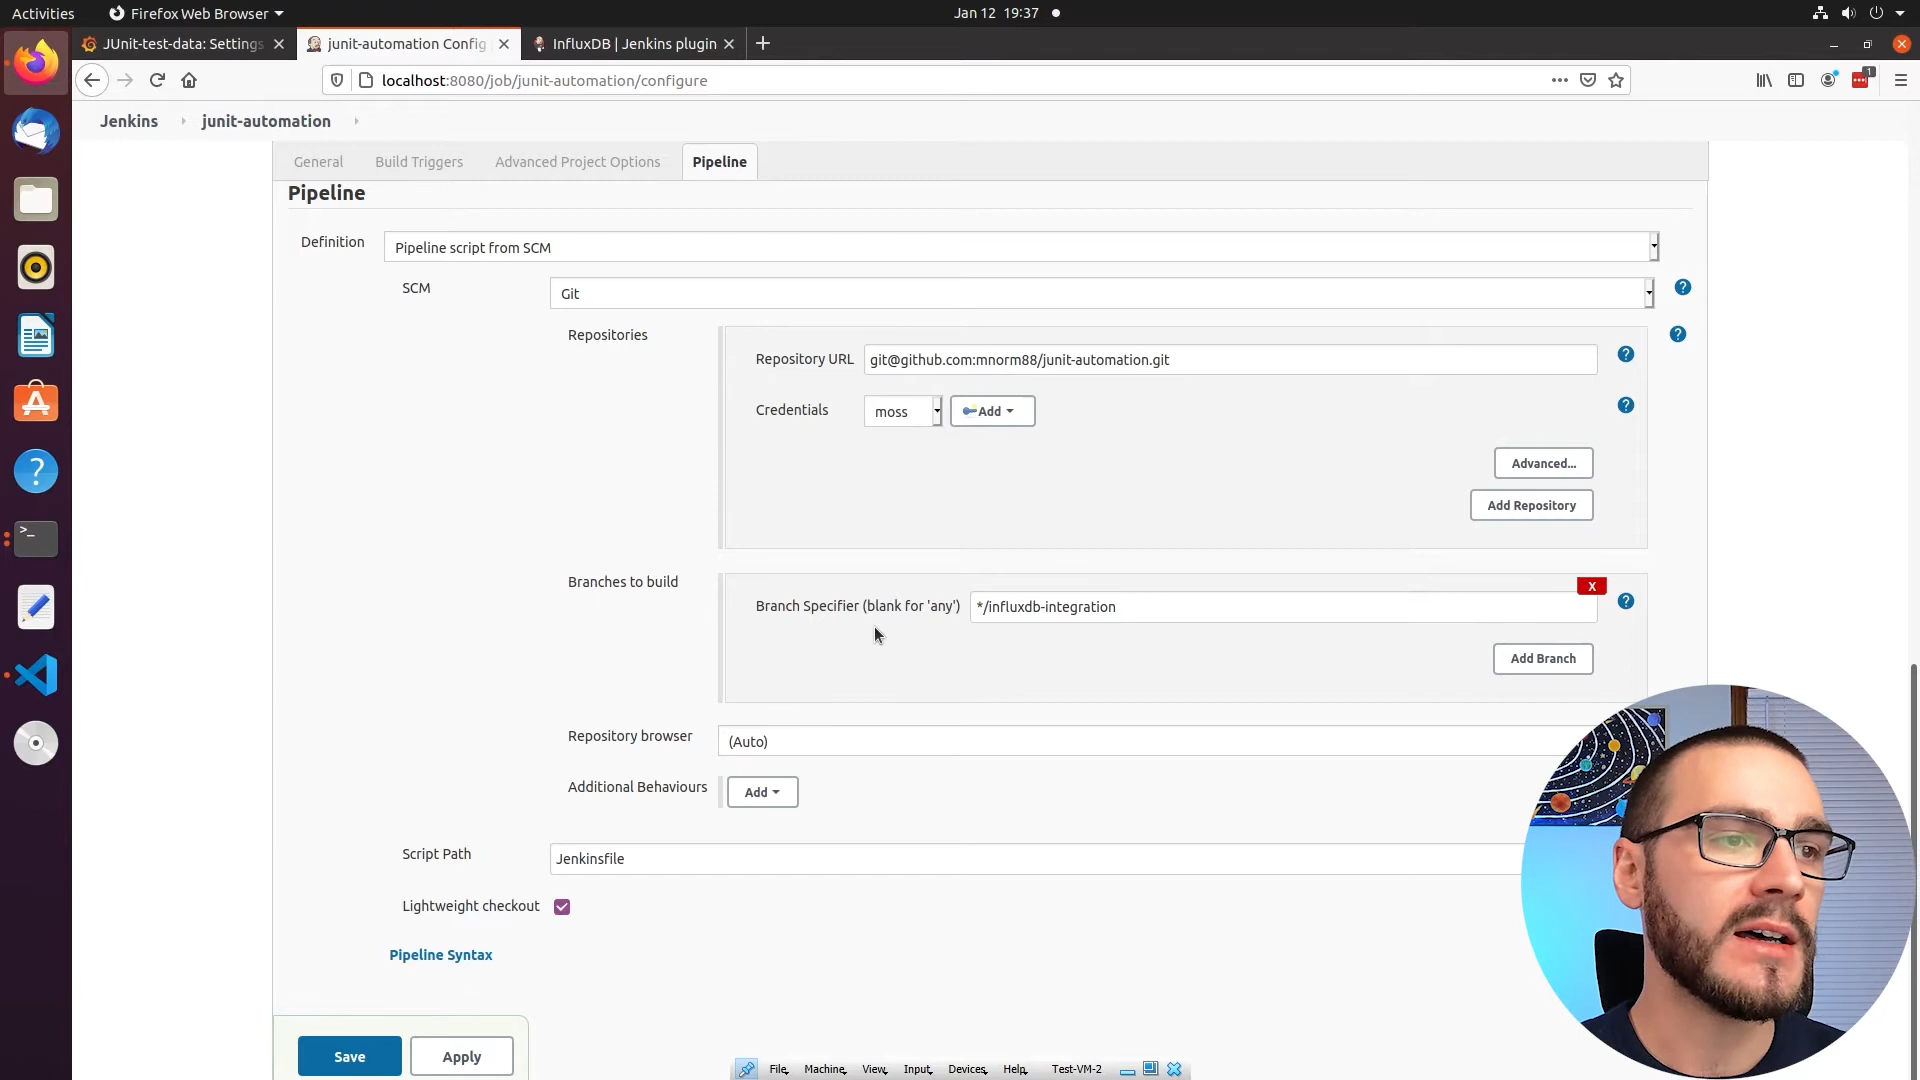 Activities
Firefox Web Browser
Jan 12 19:37
JUnit-test-data: Settings
junit-automation Config
InfluxDB | Jenkins plugin
localhost:8080/job/junit-automation/configure
1
Jenkins
junit-automation
General
Build Triggers
Advanced Project Options
Pipeline
Pipeline
Definition
Pipeline script from SCM
SCM
Git
Repositories
Repository URL
git@github.com:mnorm88/junit-automation.git
Credentials
moss
Add
Advanced...
Add Repository
Branches to build
X
Branch Specifier (blank for 'any')
*/influxdb-integration
Add Branch
Repository browser
(Auto)
Additional Behaviours
Add
Script Path
Jenkinsfile
Lightweight checkout
Pipeline Syntax
Save
Apply
File
Machine
View
Input
Devices
Help
Test-VM-2